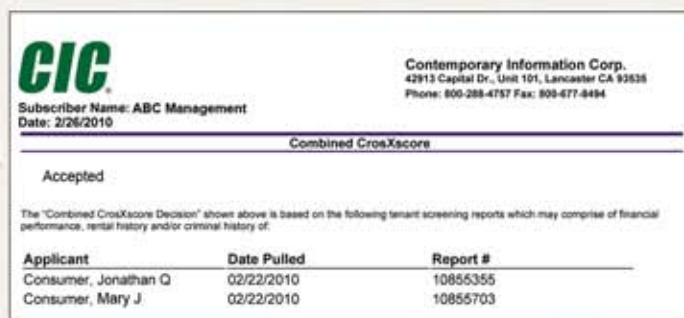 CIC
Contemporary Information Corp.
42913 Capital Dr., Unit 101, Lancaster CA 93535
Phone: 800-288-4757 Fax: 800-677-8494
Subscriber Name: ABC Management
Date: 2/26/2010
Combined CrosXscore
Accepted
The "Combined CrosXscore Decision" shown above is based on the following tenant screening reports which may comprise of financial
performance, rental history and/or criminal history of:
Applicant Date Pulled Report #
Consumer, Jonathan Q 02/22/2010 10855355
Consumer, Mary J 02/22/2010 10855703